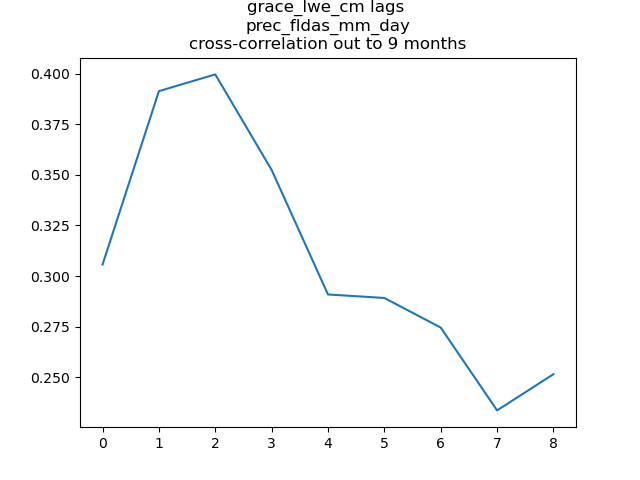 grace_lwe_cm lags
prec_fldas_mm_day
cross-correlation out to 9 months
0.400
0.375
0.350
0.325
0.300
0.275
0.250
0 1 2 3 4 5 6 7 8